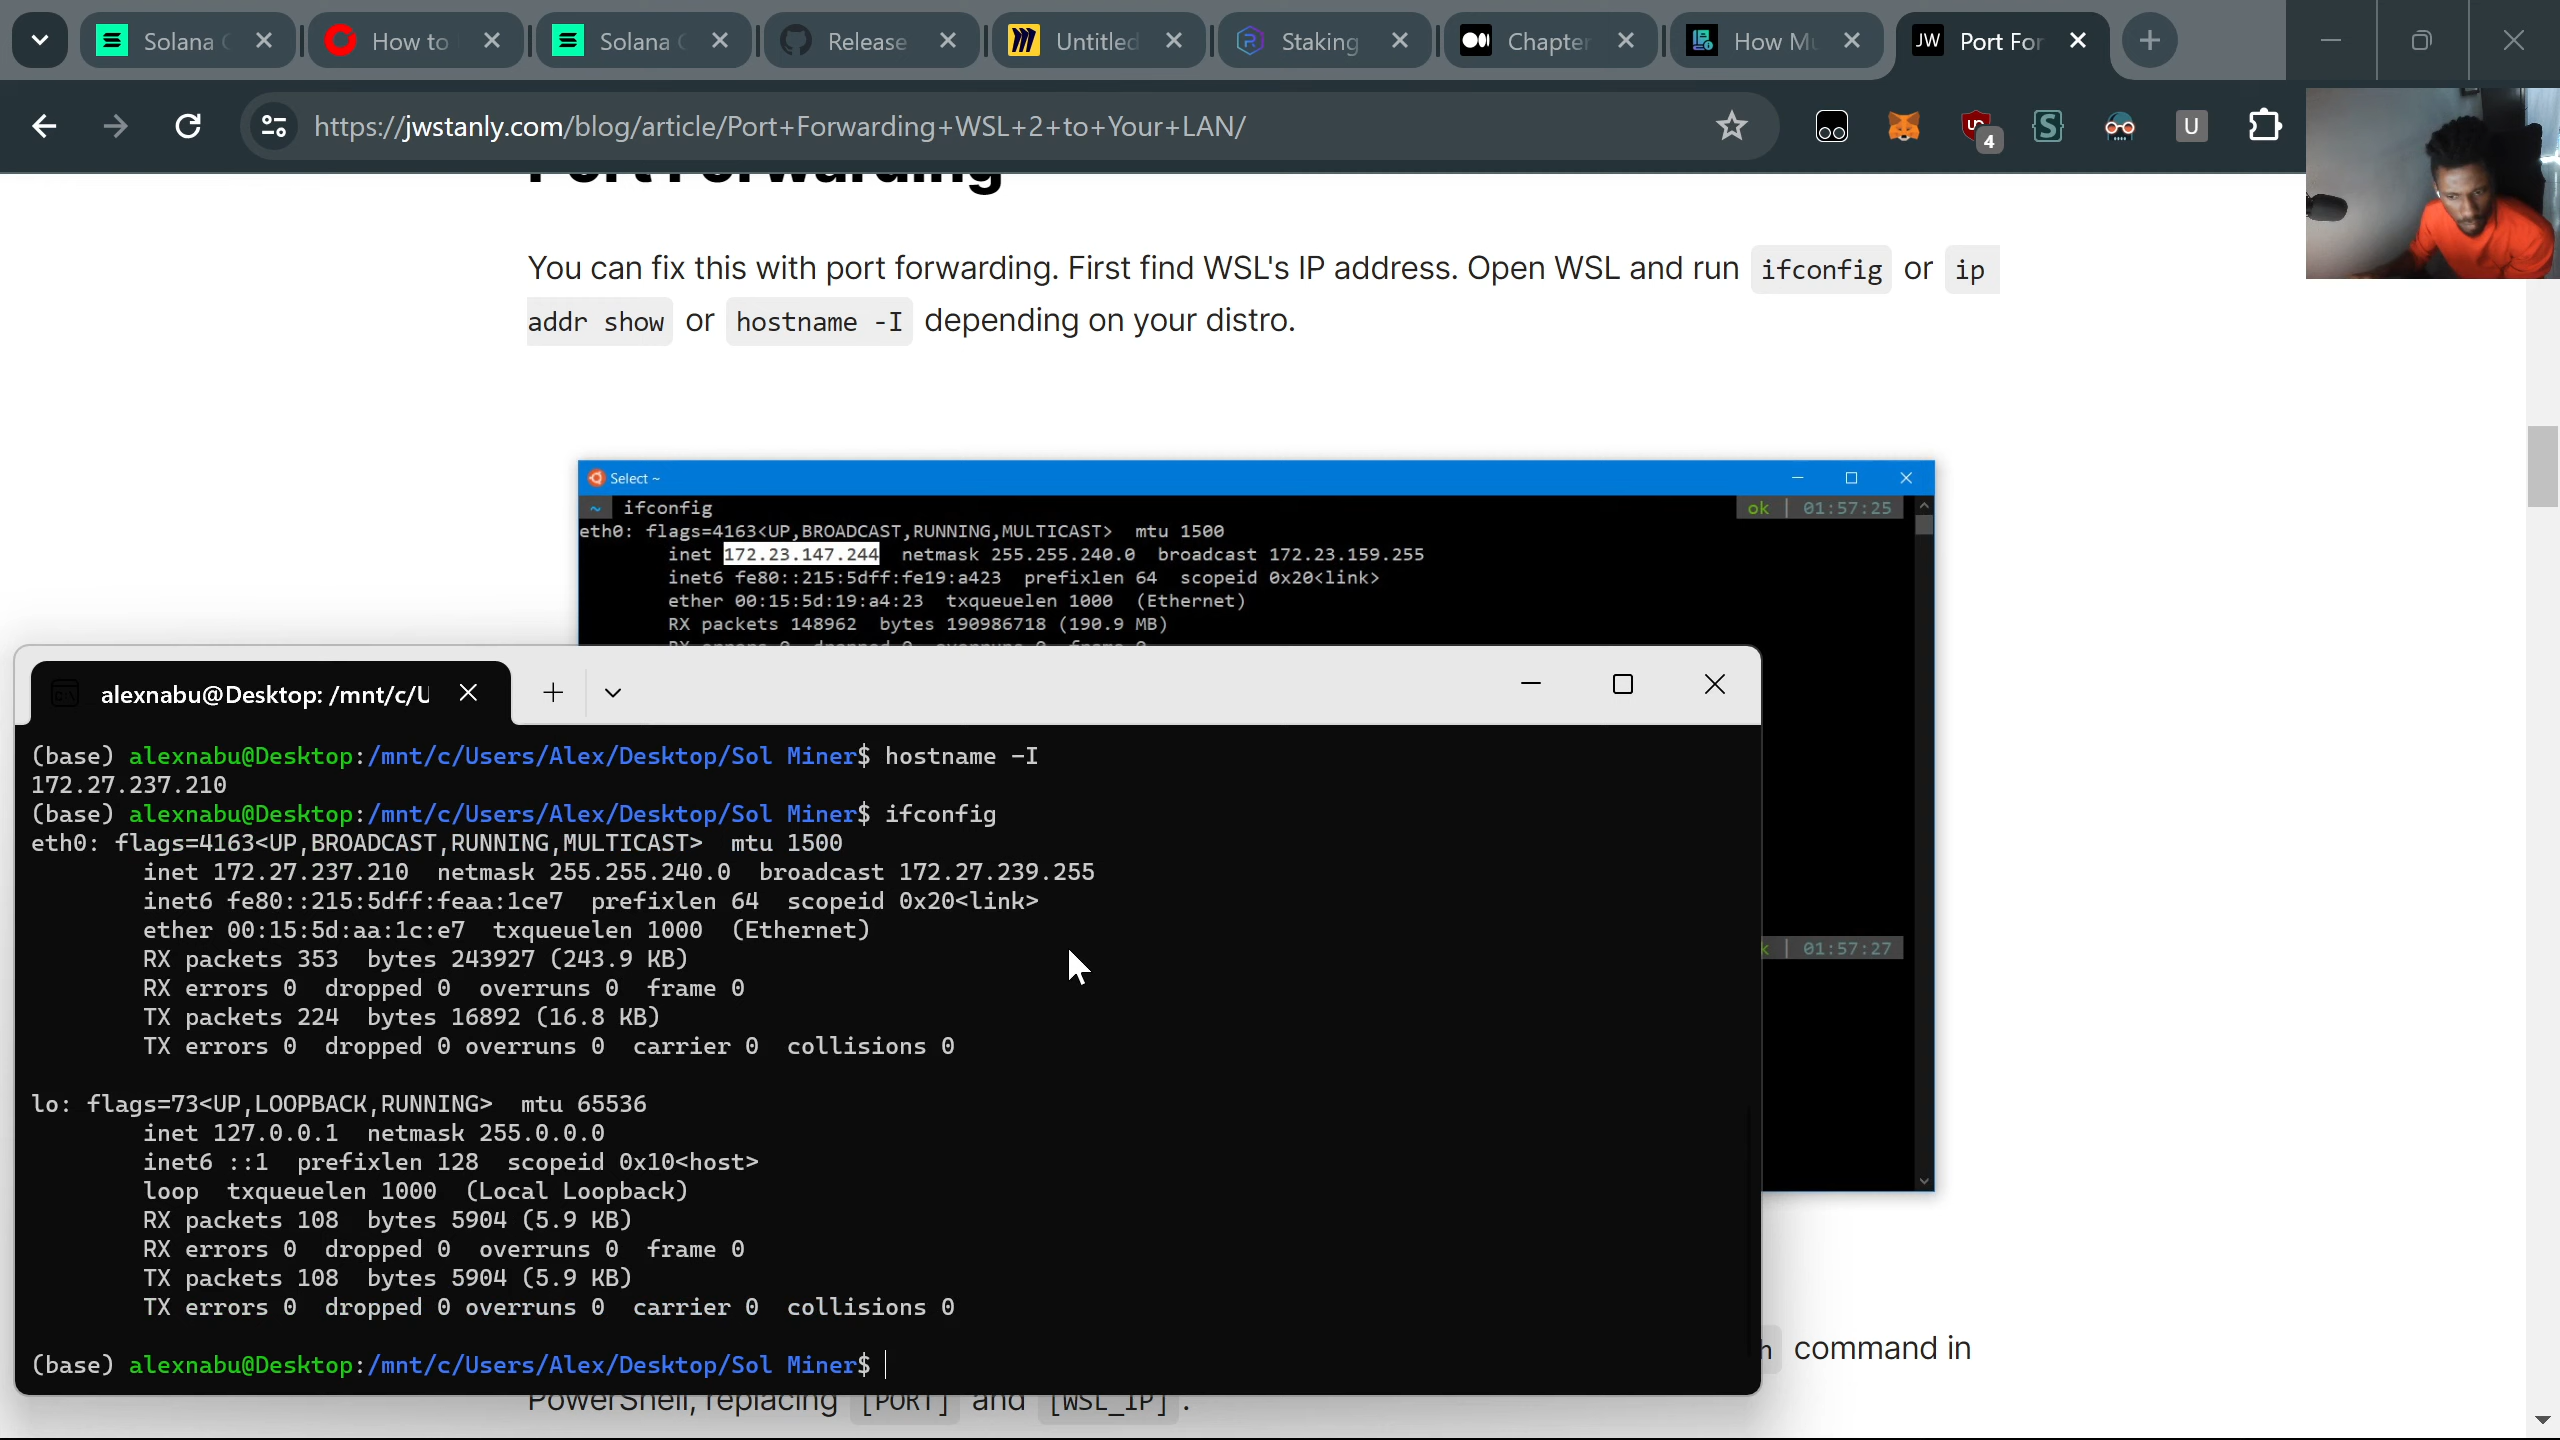 Solana
How to
Solana
Release
Untitled
Staking
Chapter
How Mu
JW
Port For
https://jwstanly.com/blog/article/Port+Forwarding+WSL+2+to+Your+LAN/
4
U
Port Forwarding
You can fix this with port forwarding. First find WSL's IP address. Open WSL and run ifconfig or ip
addr show or hostname -I depending on your distro.
Select ~
~ ifconfig
ok | 01:57:25
eth0: flags=4163<UP,BROADCAST,RUNNING,MULTICAST> mtu 1500
inet 172.23.147.244 netmask 255.255.240.0 broadcast 172.23.159.255
inet6 fe80::215:5dff:fe19:a423 prefixlen 64 scopeid 0x20<link>
ether 00:15:5d:19:a4:23 txqueuelen 1000 (Ethernet)
RX packets 148962 bytes 190986718 (190.9 MB)
alexnabu@Desktop: /mnt/c/U
(base) alexnabu@Desktop:/mnt/c/Users/Alex/Desktop/Sol Miner$ hostname -I
172.27.237.210
(base) alexnabu@Desktop:/mnt/c/Users/Alex/Desktop/Sol Miner$ ifconfig
eth0: flags=4163<UP,BROADCAST,RUNNING,MULTICAST> mtu 1500
inet 172.27.237.210 netmask 255.255.240.0 broadcast 172.27.239.255
inet6 fe80::215:5dff:feaa:1ce7 prefixlen 64 scopeid 0x20<link>
ether 00:15:5d:aa:1c:e7 txqueuelen 1000 (Ethernet)
RX packets 353 bytes 243927 (243.9 KB)
RX errors 0 dropped 0 overruns 0 frame 0
TX packets 224 bytes 16892 (16.8 KB)
TX errors 0 dropped 0 overruns 0 carrier 0 collisions 0
lo: flags=73<UP,LOOPBACK,RUNNING> mtu 65536
inet 127.0.0.1 netmask 255.0.0.0
inet6 ::1 prefixlen 128 scopeid 0x10<host>
loop txqueuelen 1000 (Local Loopback)
RX packets 108 bytes 5904 (5.9 KB)
RX errors 0 dropped 0 overruns 0 frame 0
TX packets 108 bytes 5904 (5.9 KB)
TX errors 0 dropped 0 overruns 0 carrier 0 collisions 0
(base) alexnabu@Desktop:/mnt/c/Users/Alex/Desktop/Sol Miner$
k | 01:57:27
h command in
PowerShell, replacing [PORT] and [WSL_IP] .